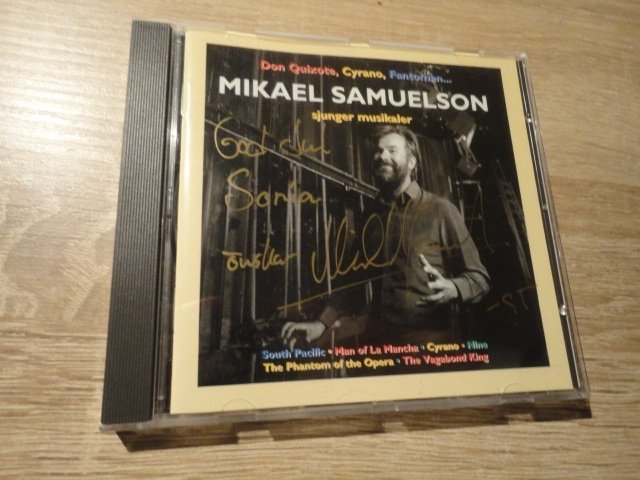 Don Quixote, Cyrano, Fantomen...
MIKAEL SAMUELSON
sjunger musikaler
God Jul
Sonia
önskar
South Pacific • Man of La Mancha • Cyrano • Nine
The Phantom of the Opera • The Vagabond King